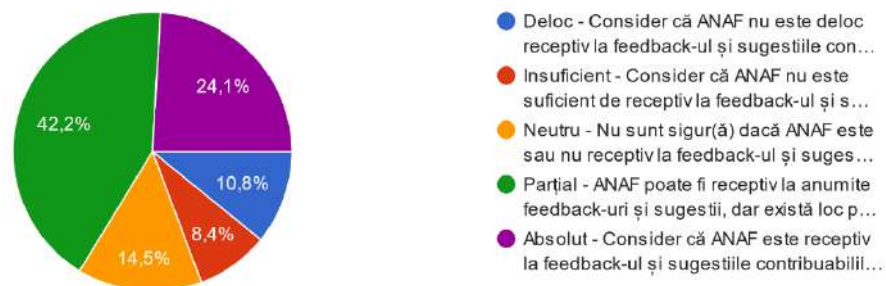 24,1%
42,2%
10,8%
8,4%
14,5%
Deloc - Consider că ANAF nu este deloc
receptiv la feedback-ul și sugestiile con…
Insuficient - Consider că ANAF nu este
suficient de receptiv la feedback-ul și s…
Neutru - Nu sunt sigur(ă) dacă ANAF este
sau nu receptiv la feedback-ul și suges…
Parțial - ANAF poate fi receptiv la anumite
feedback-uri și sugestii, dar există loc p…
Absolut - Consider că ANAF este receptiv
la feedback-ul și sugestiile contribuabilil…